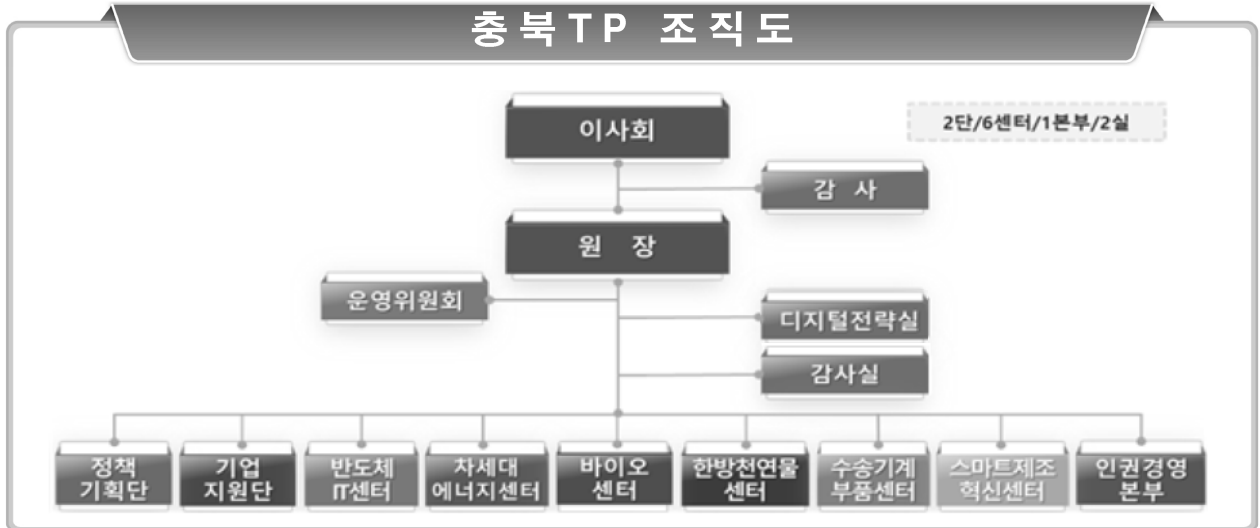 충북TP 조직도
이사회
2단/6센터/1본부/2실
감 사
원 장
운영위원회
디지털전략실
감사실
정책
기획단
기업
지원단
반도체
IT센터
차세대
에너지센터
바이오
센터
한방천연물
센터
수송기계
부품센터
스마트제조
혁신센터
인권경영
본부